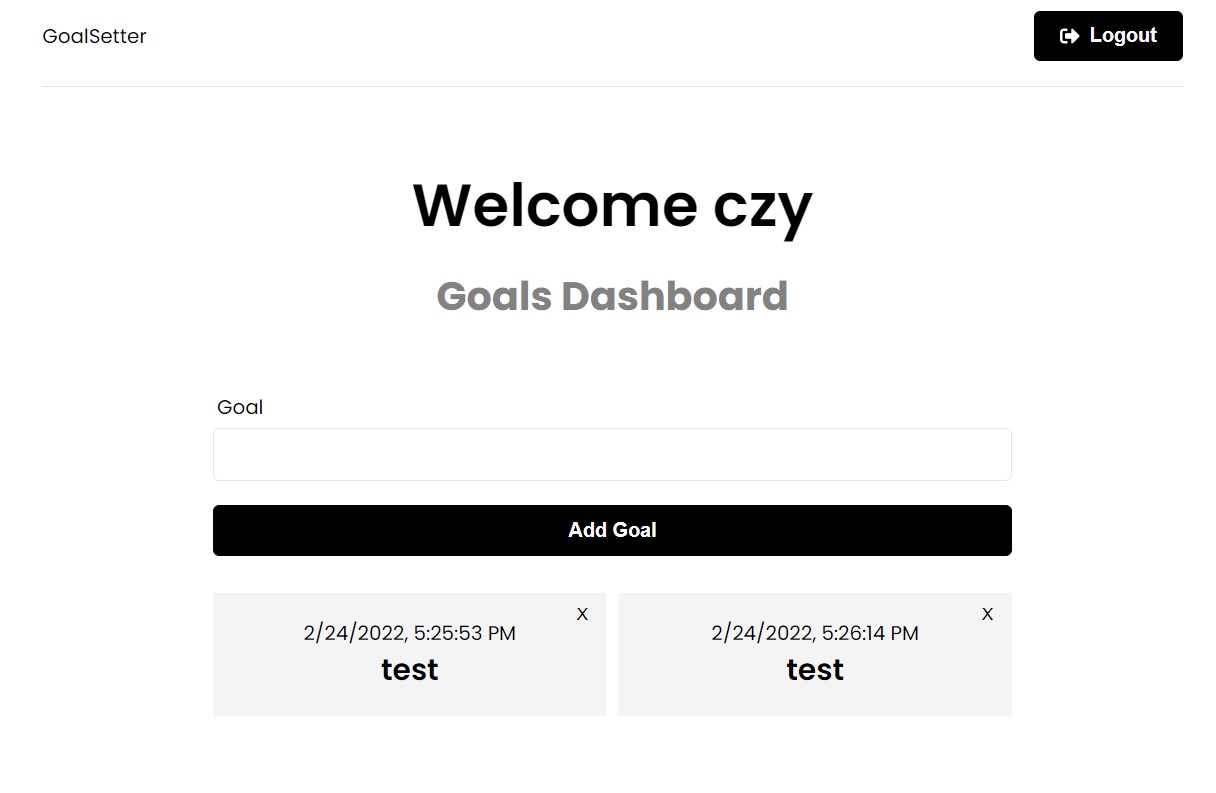 GoalSetter
Logout
Welcome czy
Goals Dashboard
Goal
Add Goal
X
2/24/2022, 5:25:53 PM
test
X
2/24/2022, 5:26:14 PM
test